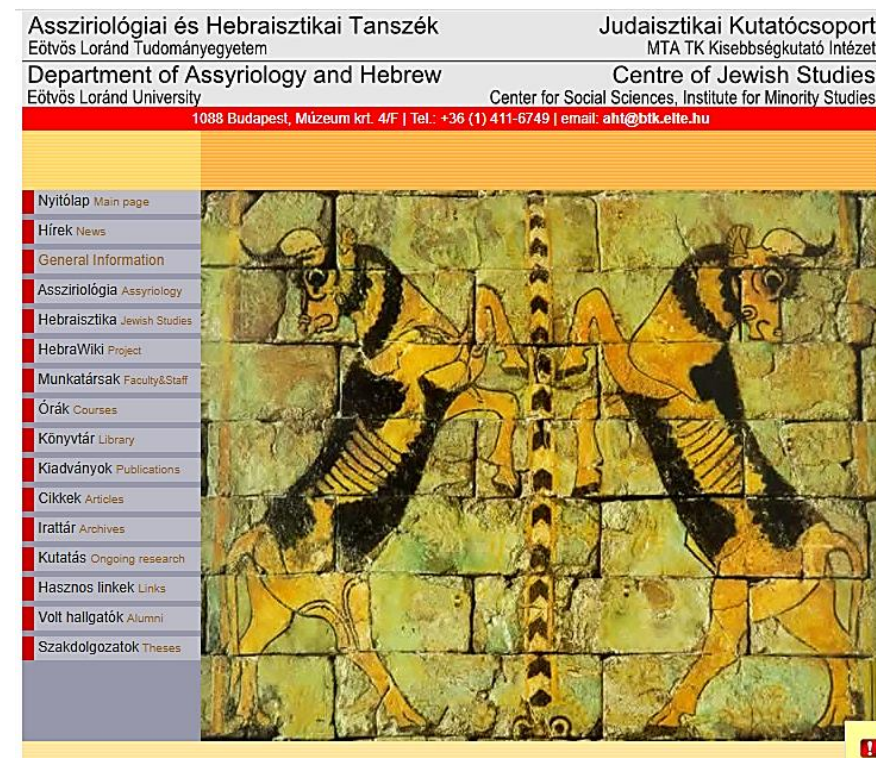 Assziriológiai és Hebraisztikai Tanszék
Eötvös Loránd Tudományegyetem
Judaisztikai Kutatócsoport
MTA TK Kisebbségkutató Intézet
Department of Assyriology and Hebrew
Eötvös Loránd University
Centre of Jewish Studies
Center for Social Sciences, Institute for Minority Studies
1088 Budapest, Múzeum krt. 4/F | Tel.: +36 (1) 411-6749 | email: aht@btk.elte.hu
Nyitólap Main page
Hírek News
General Information
Assziriológia Assyriology
Hebraisztika Jewish Studies
HebraWiki Project
Munkatársak Faculty&Staff
Órák Courses
Könyvtár Library
Kiadványok Publications
Cikkek Articles
Irattár Archives
Kutatás Ongoing research
Hasznos linkek Links
Volt hallgatók Alumni
Szakdolgozatok Theses